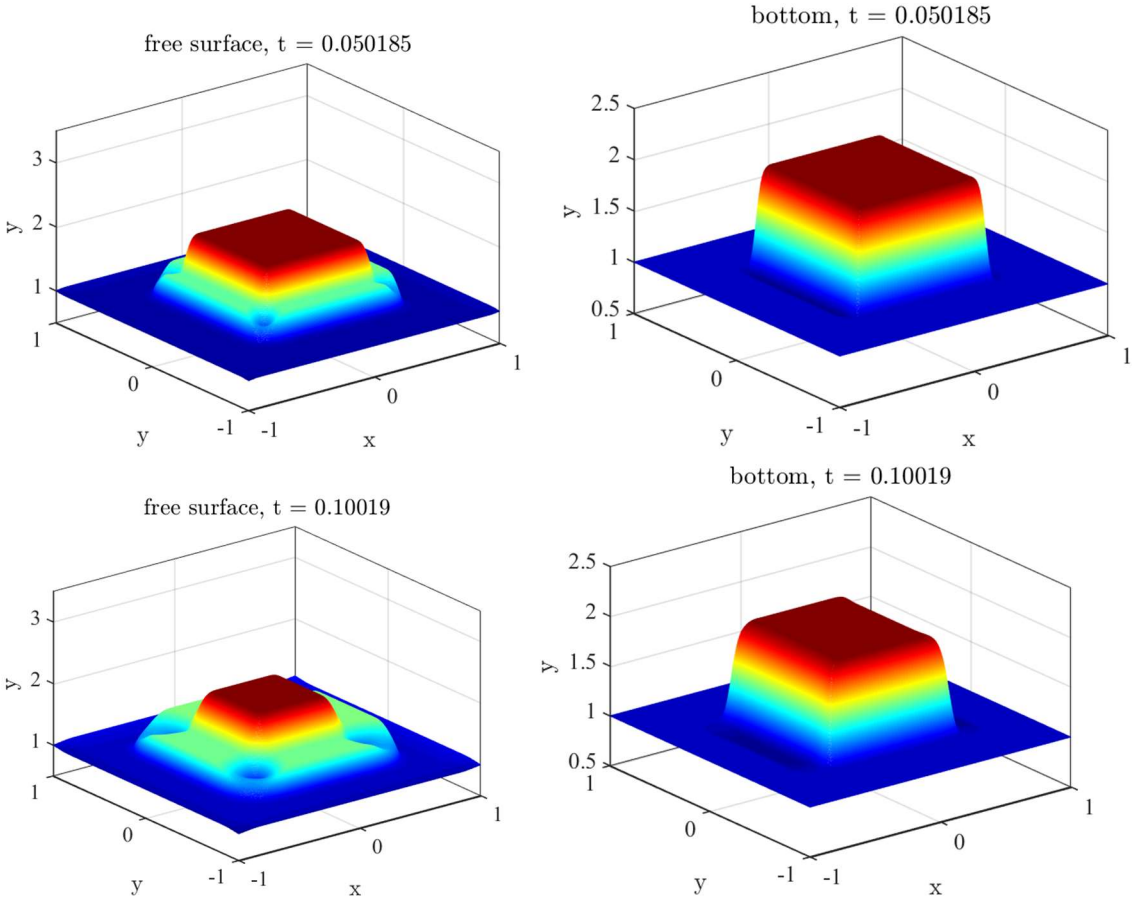 free surface, t = 0.050185
3
2
1
y
1
0
-1
y
-1
0
1
x
bottom, t = 0.050185
2.5
2
1.5
1
0.5
y
1
0
-1
y
-1
0
1
x
free surface, t = 0.10019
3
2
1
y
1
0
-1
y
-1
0
1
x
bottom, t = 0.10019
2.5
2
1.5
1
0.5
y
1
0
-1
y
-1
0
1
x